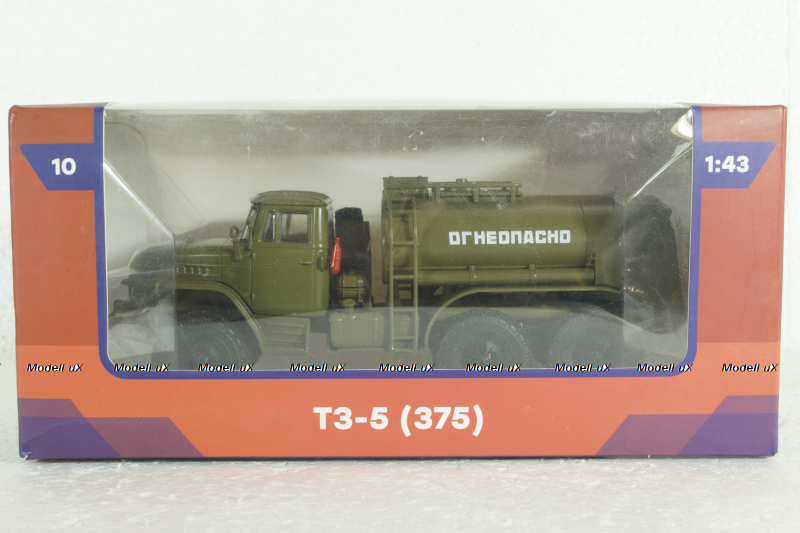 10
1:43
ОГНЕОПАСНО
Modell uX Modell uX Modell uX Modell uX Modell uX Modell uX Modell uX Modell uX Modell uX
ТЗ-5 (375)